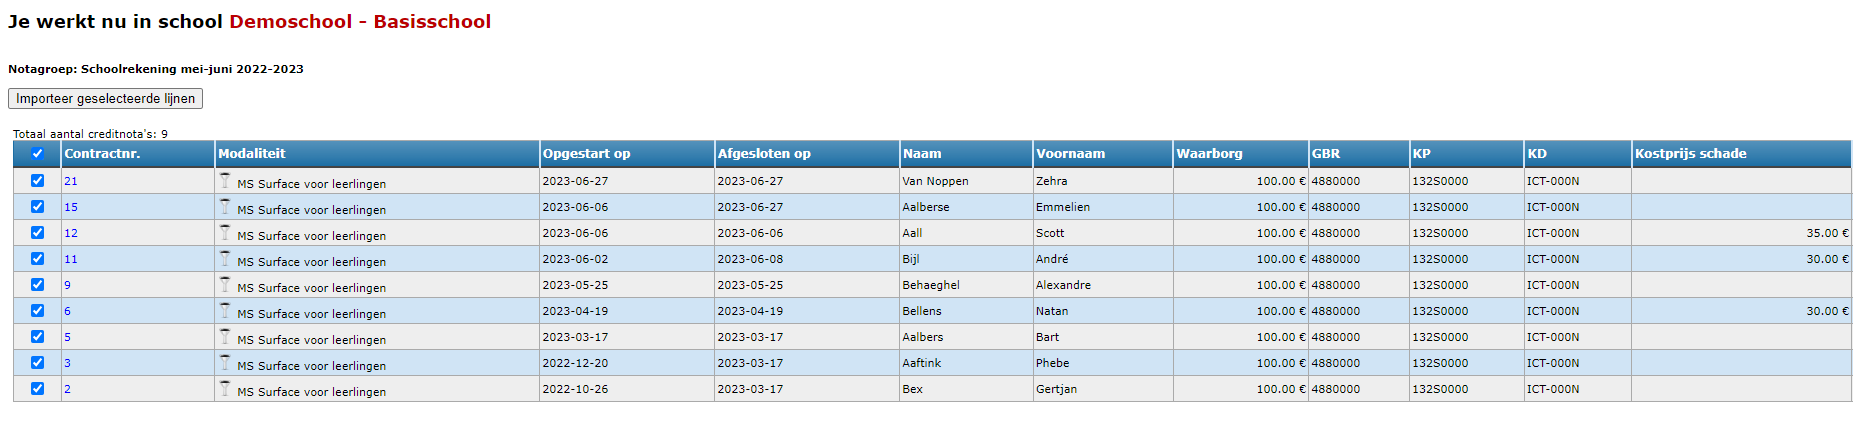 Je werkt nu in school Demoschool - Basisschool
Notagroep: Schoolrekening mei-juni 2022-2023
Importeer geselecteerde lijnen
Totaal aantal creditnota's: 9
Contractnr. Modaliteit Opgestart op Afgesloten op Naam Voornaam Waarborg GBR KP KD Kostprijs schade
21 MS Surface voor leerlingen 2023-06-27 2023-06-27 Van Noppen Zehra 100.00 € 4880000 132S0000 ICT-000N
15 MS Surface voor leerlingen 2023-06-06 2023-06-27 Aalberse Emmelien 100.00 € 4880000 132S0000 ICT-000N
12 MS Surface voor leerlingen 2023-06-06 2023-06-06 Aall Scott 100.00 € 4880000 132S0000 ICT-000N 35.00 €
11 MS Surface voor leerlingen 2023-06-02 2023-06-08 Bijl André 100.00 € 4880000 132S0000 ICT-000N 30.00 €
9 MS Surface voor leerlingen 2023-05-25 2023-05-25 Behaeghel Alexandre 100.00 € 4880000 132S0000 ICT-000N
6 MS Surface voor leerlingen 2023-04-19 2023-04-19 Bellens Natan 100.00 € 4880000 132S0000 ICT-000N 30.00 €
5 MS Surface voor leerlingen 2023-03-17 2023-03-17 Aalbers Bart 100.00 € 4880000 132S0000 ICT-000N
3 MS Surface voor leerlingen 2022-12-20 2023-03-17 Aaftink Phebe 100.00 € 4880000 132S0000 ICT-000N
2 MS Surface voor leerlingen 2022-10-26 2023-03-17 Bex Gertjan 100.00 € 4880000 132S0000 ICT-000N